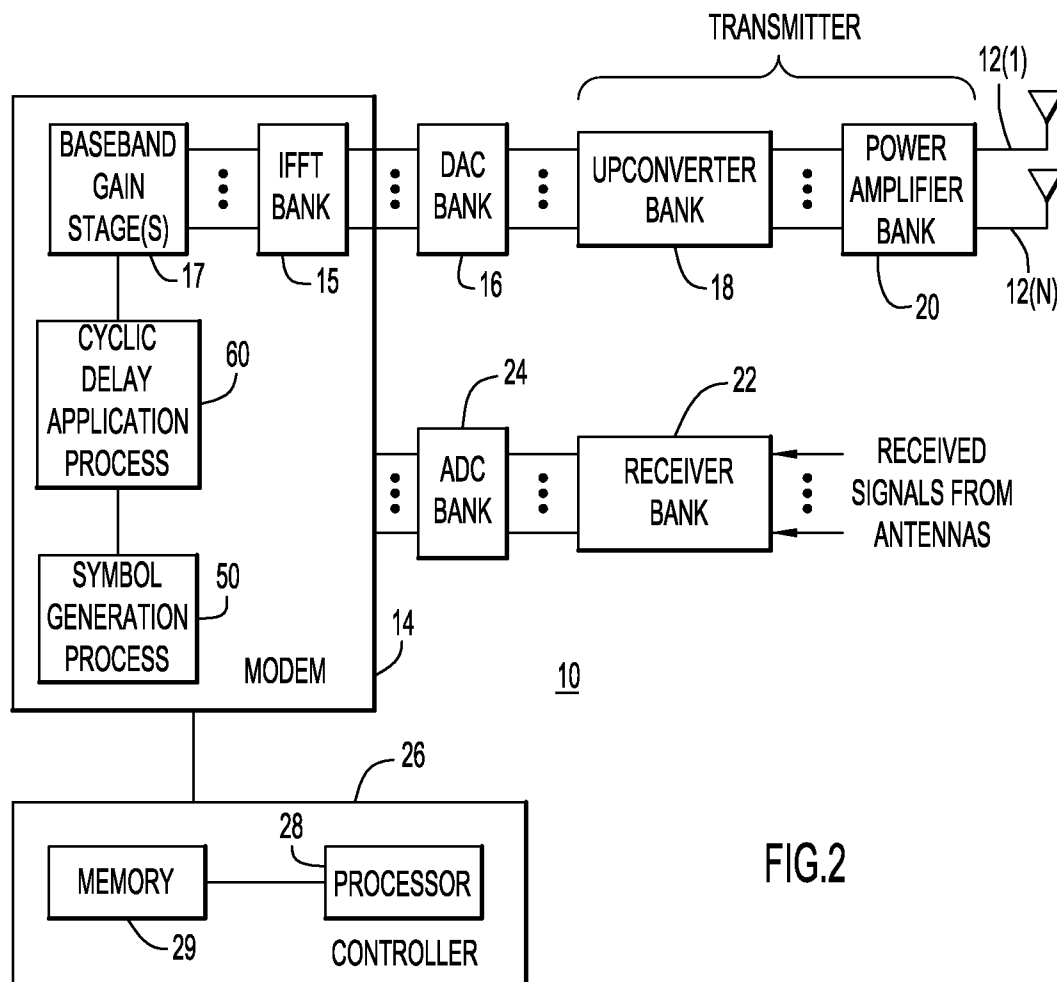 TRANSMITTER
12(1)
BASEBAND
GAIN
STAGE(S)
17
IFFT
BANK
15
DAC
BANK
16
UPCONVERTER
BANK
18
POWER
AMPLIFIER
BANK
20
12(N)
CYCLIC
DELAY
APPLICATION
PROCESS
60
24
ADC
BANK
22
RECEIVER
BANK
RECEIVED
SIGNALS FROM
ANTENNAS
SYMBOL
GENERATION
PROCESS
50
MODEM
14
10
26
MEMORY
29
28
PROCESSOR
CONTROLLER
FIG.2